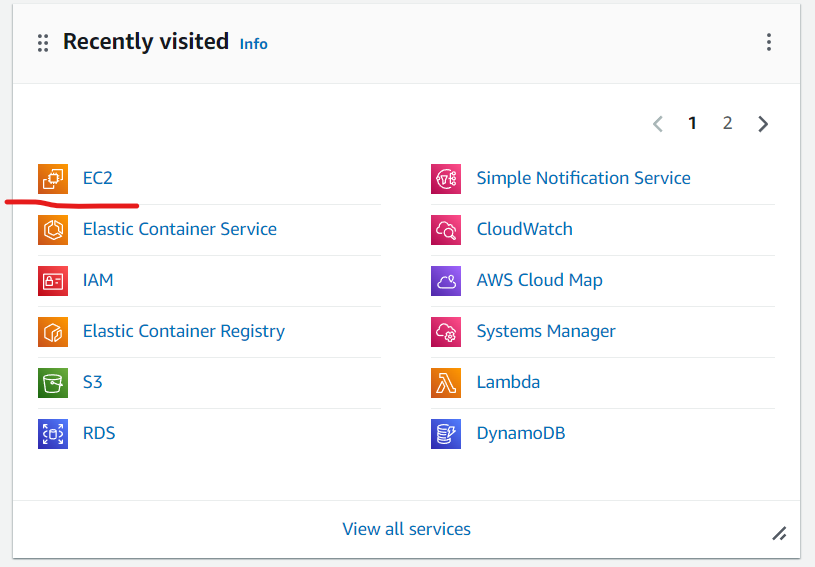 Recently visited Info
1 2
EC2
Elastic Container Service
IAM
Elastic Container Registry
S3
RDS
Simple Notification Service
CloudWatch
AWS Cloud Map
Systems Manager
Lambda
DynamoDB
View all services